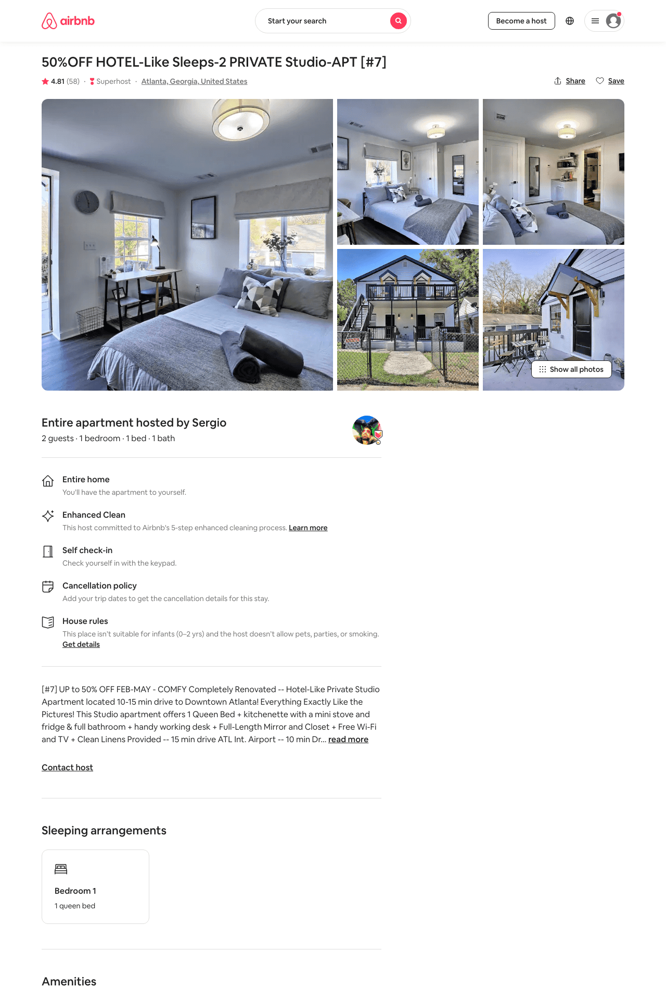 airbnb
Start your search
Become a host
50%OFF HOTEL-Like Sleeps-2 PRIVATE Studio-APT [#7]
4.81 (58) · Superhost · Atlanta, Georgia, United States
Share
Save
7
Show all photos
Entire apartment hosted by Sergio
2 guests · 1 bedroom · 1 bed · 1 bath
Entire home
You’ll have the apartment to yourself.
Enhanced Clean
This host committed to Airbnb's 5-step enhanced cleaning process. Learn more
Self check-in
Check yourself in with the keypad.
Cancellation policy
Add your trip dates to get the cancellation details for this stay.
House rules
This place isn’t suitable for infants (0–2 yrs) and the host doesn’t allow pets, parties, or smoking.
Get details
[#7] UP to 50% OFF FEB-MAY - COMFY Completely Renovated -- Hotel-Like Private Studio
Apartment located 10-15 min drive to Downtown Atlanta! Everything Exactly Like the
Pictures! This Studio apartment offers 1 Queen Bed + kitchenette with a mini stove and
fridge & full bathroom + handy working desk + Full-Length Mirror and Closet + Free Wi-Fi
and TV + Clean Linens Provided -- 15 min drive ATL Int. Airport -- 10 min Dr... read more
Contact host
Sleeping arrangements
Bedroom 1
1 queen bed
Amenities